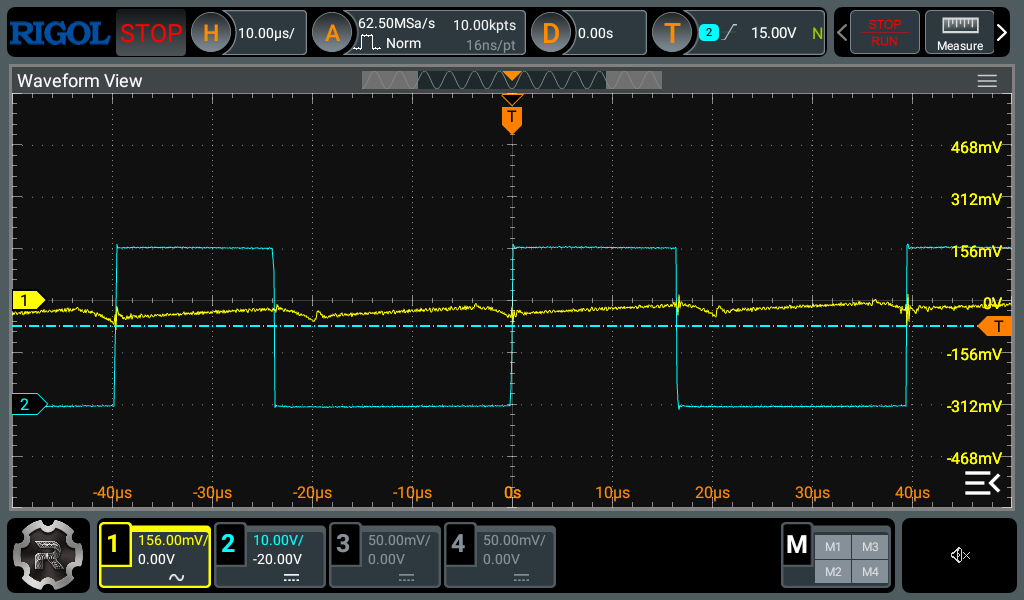 RIGOL STOP H 10.00µs/ A 62.50MSa/s 10.00kpts D 0.00s T 2 15.00V N STOP
Norm 16ns/pt RUN Measure
Waveform View
T
468mV
312mV
156mV
1 0V
T
-156mV
2 -312mV
-468mV
-40µs -30µs -20µs -10µs 0s 10µs 20µs 30µs 40µs
1 156.00mV/ 2 10.00V/ 3 50.00mV/ 4 50.00mV/ M M1 M3
0.00V -20.00V 0.00V 0.00V M2 M4
R